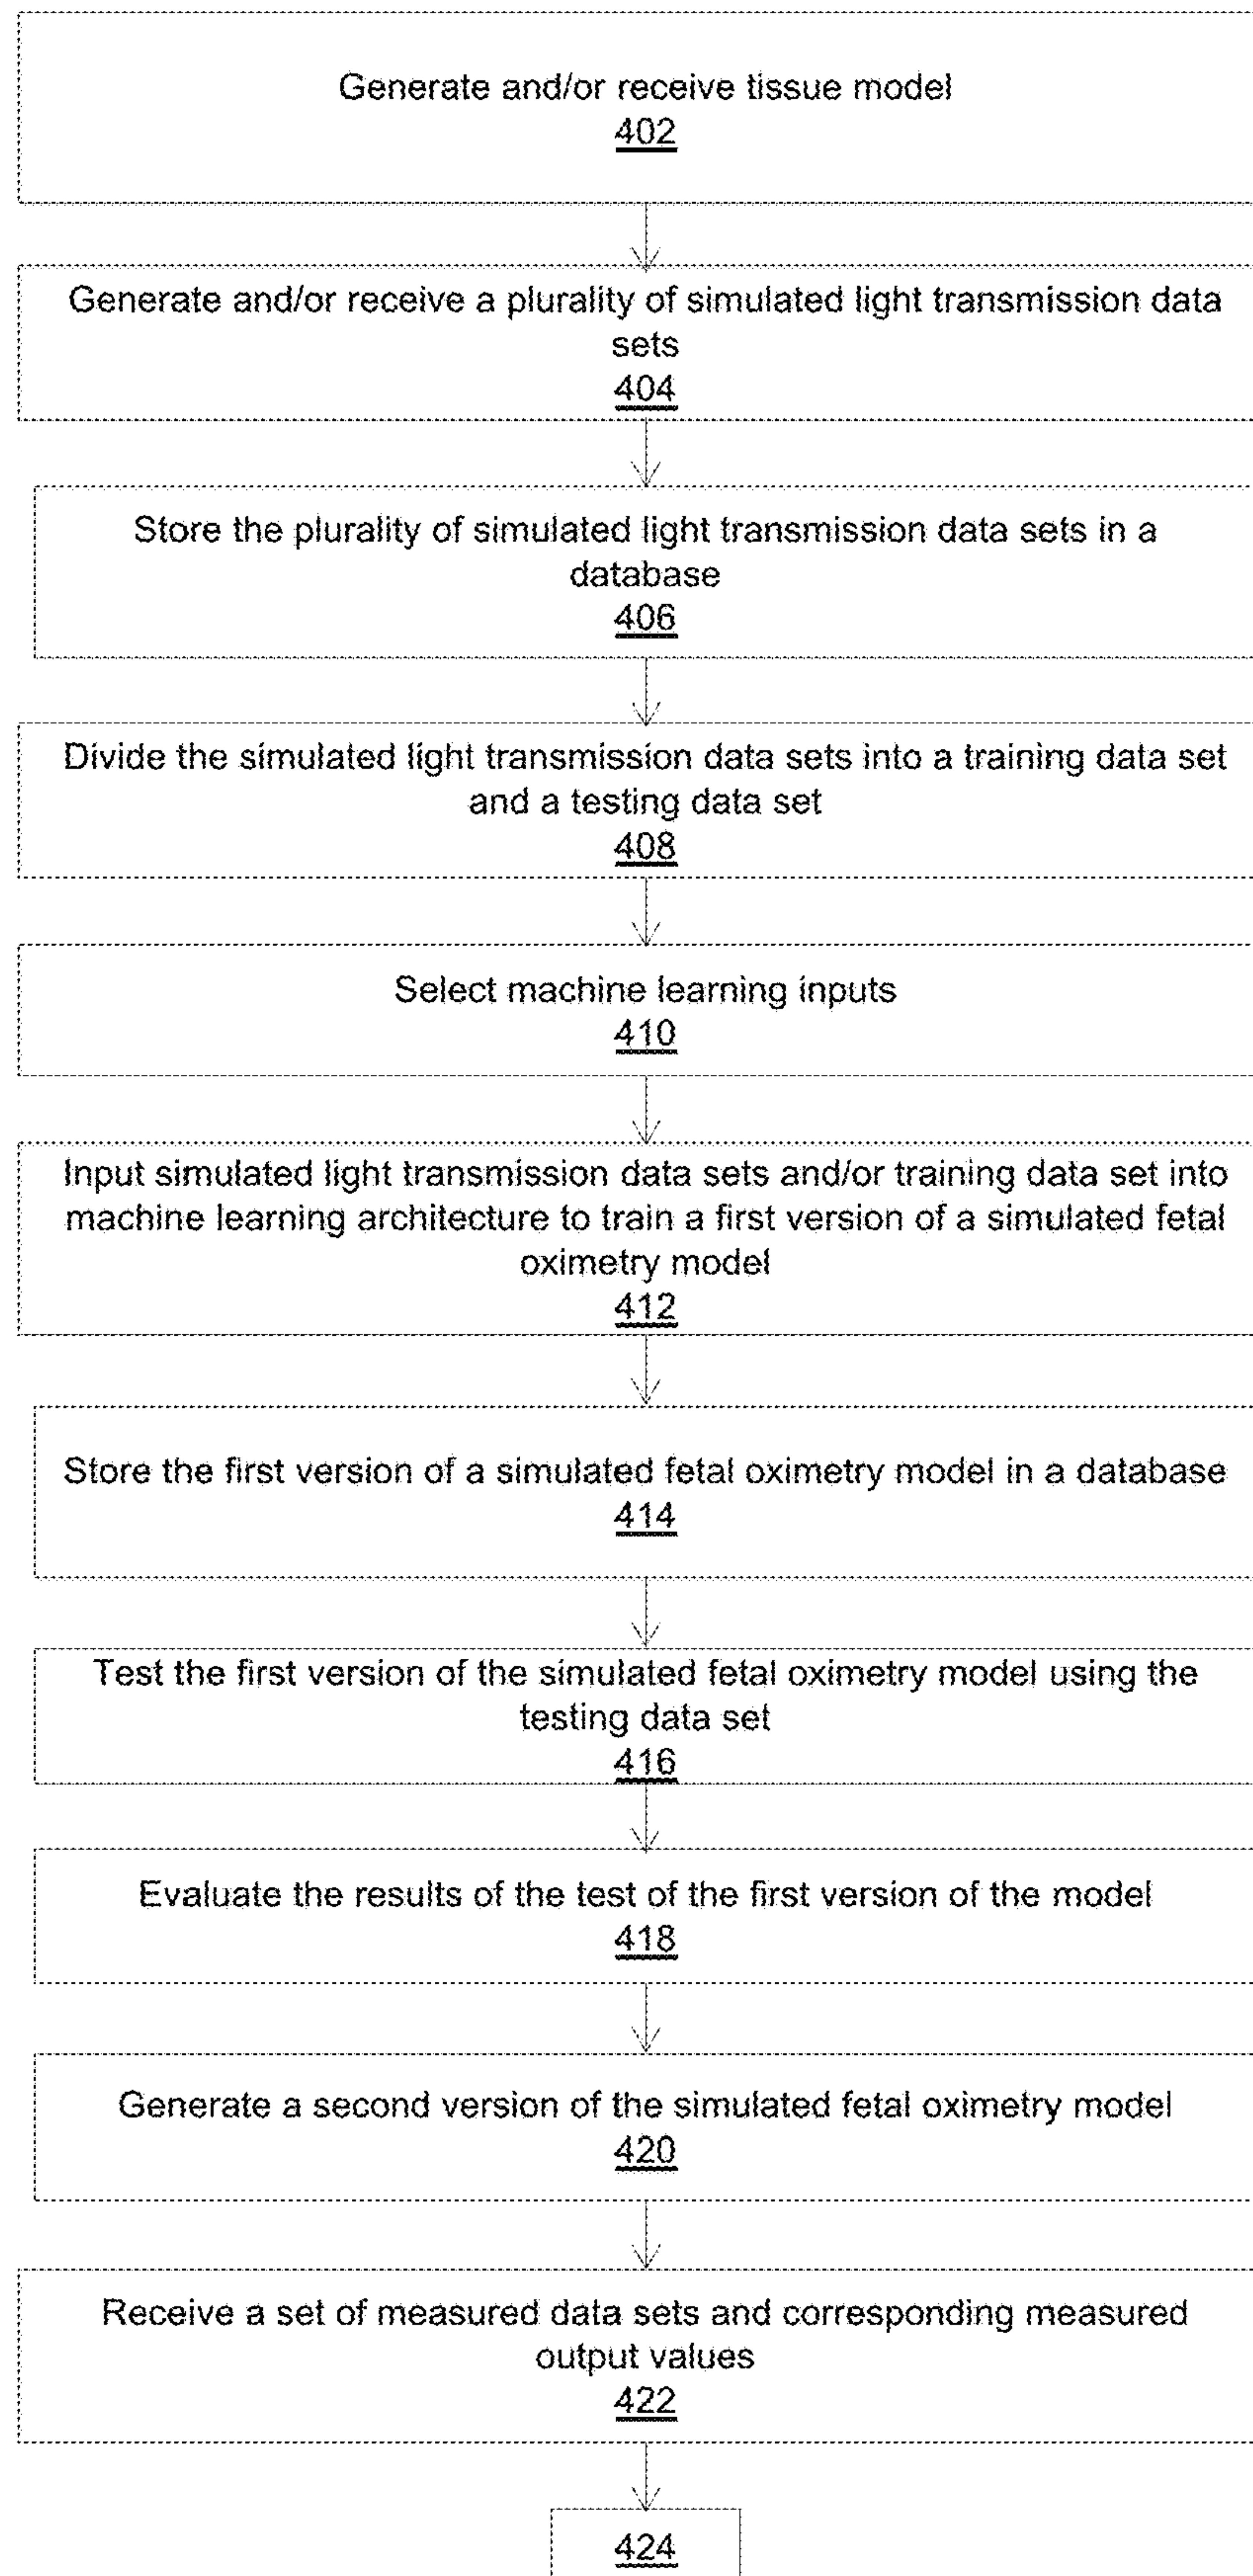 Generate and/or receive tissue model
402
Generate and/or receive a plurality of simulated light transmission data
sets
404
Store the plurality of simulated light transmission data sets in a
database
406
Divide the simulated light transmission data sets into a training data set
and a testing data set
408
Select machine learning inputs
410
Input simulated light transmission data sets and/or training data set into
machine learning architecture to train a first version of a simulated fetal
oximetry model
412
Store the first version of a simulated fetal oximetry model in a database
414
Test the first version of the simulated fetal oximetry model using the
testing data set
416
Evaluate the results of the test of the first version of the model
418
Generate a second version of the simulated fetal oximetry model
420
Receive a set of measured data sets and corresponding measured
output values
422
424